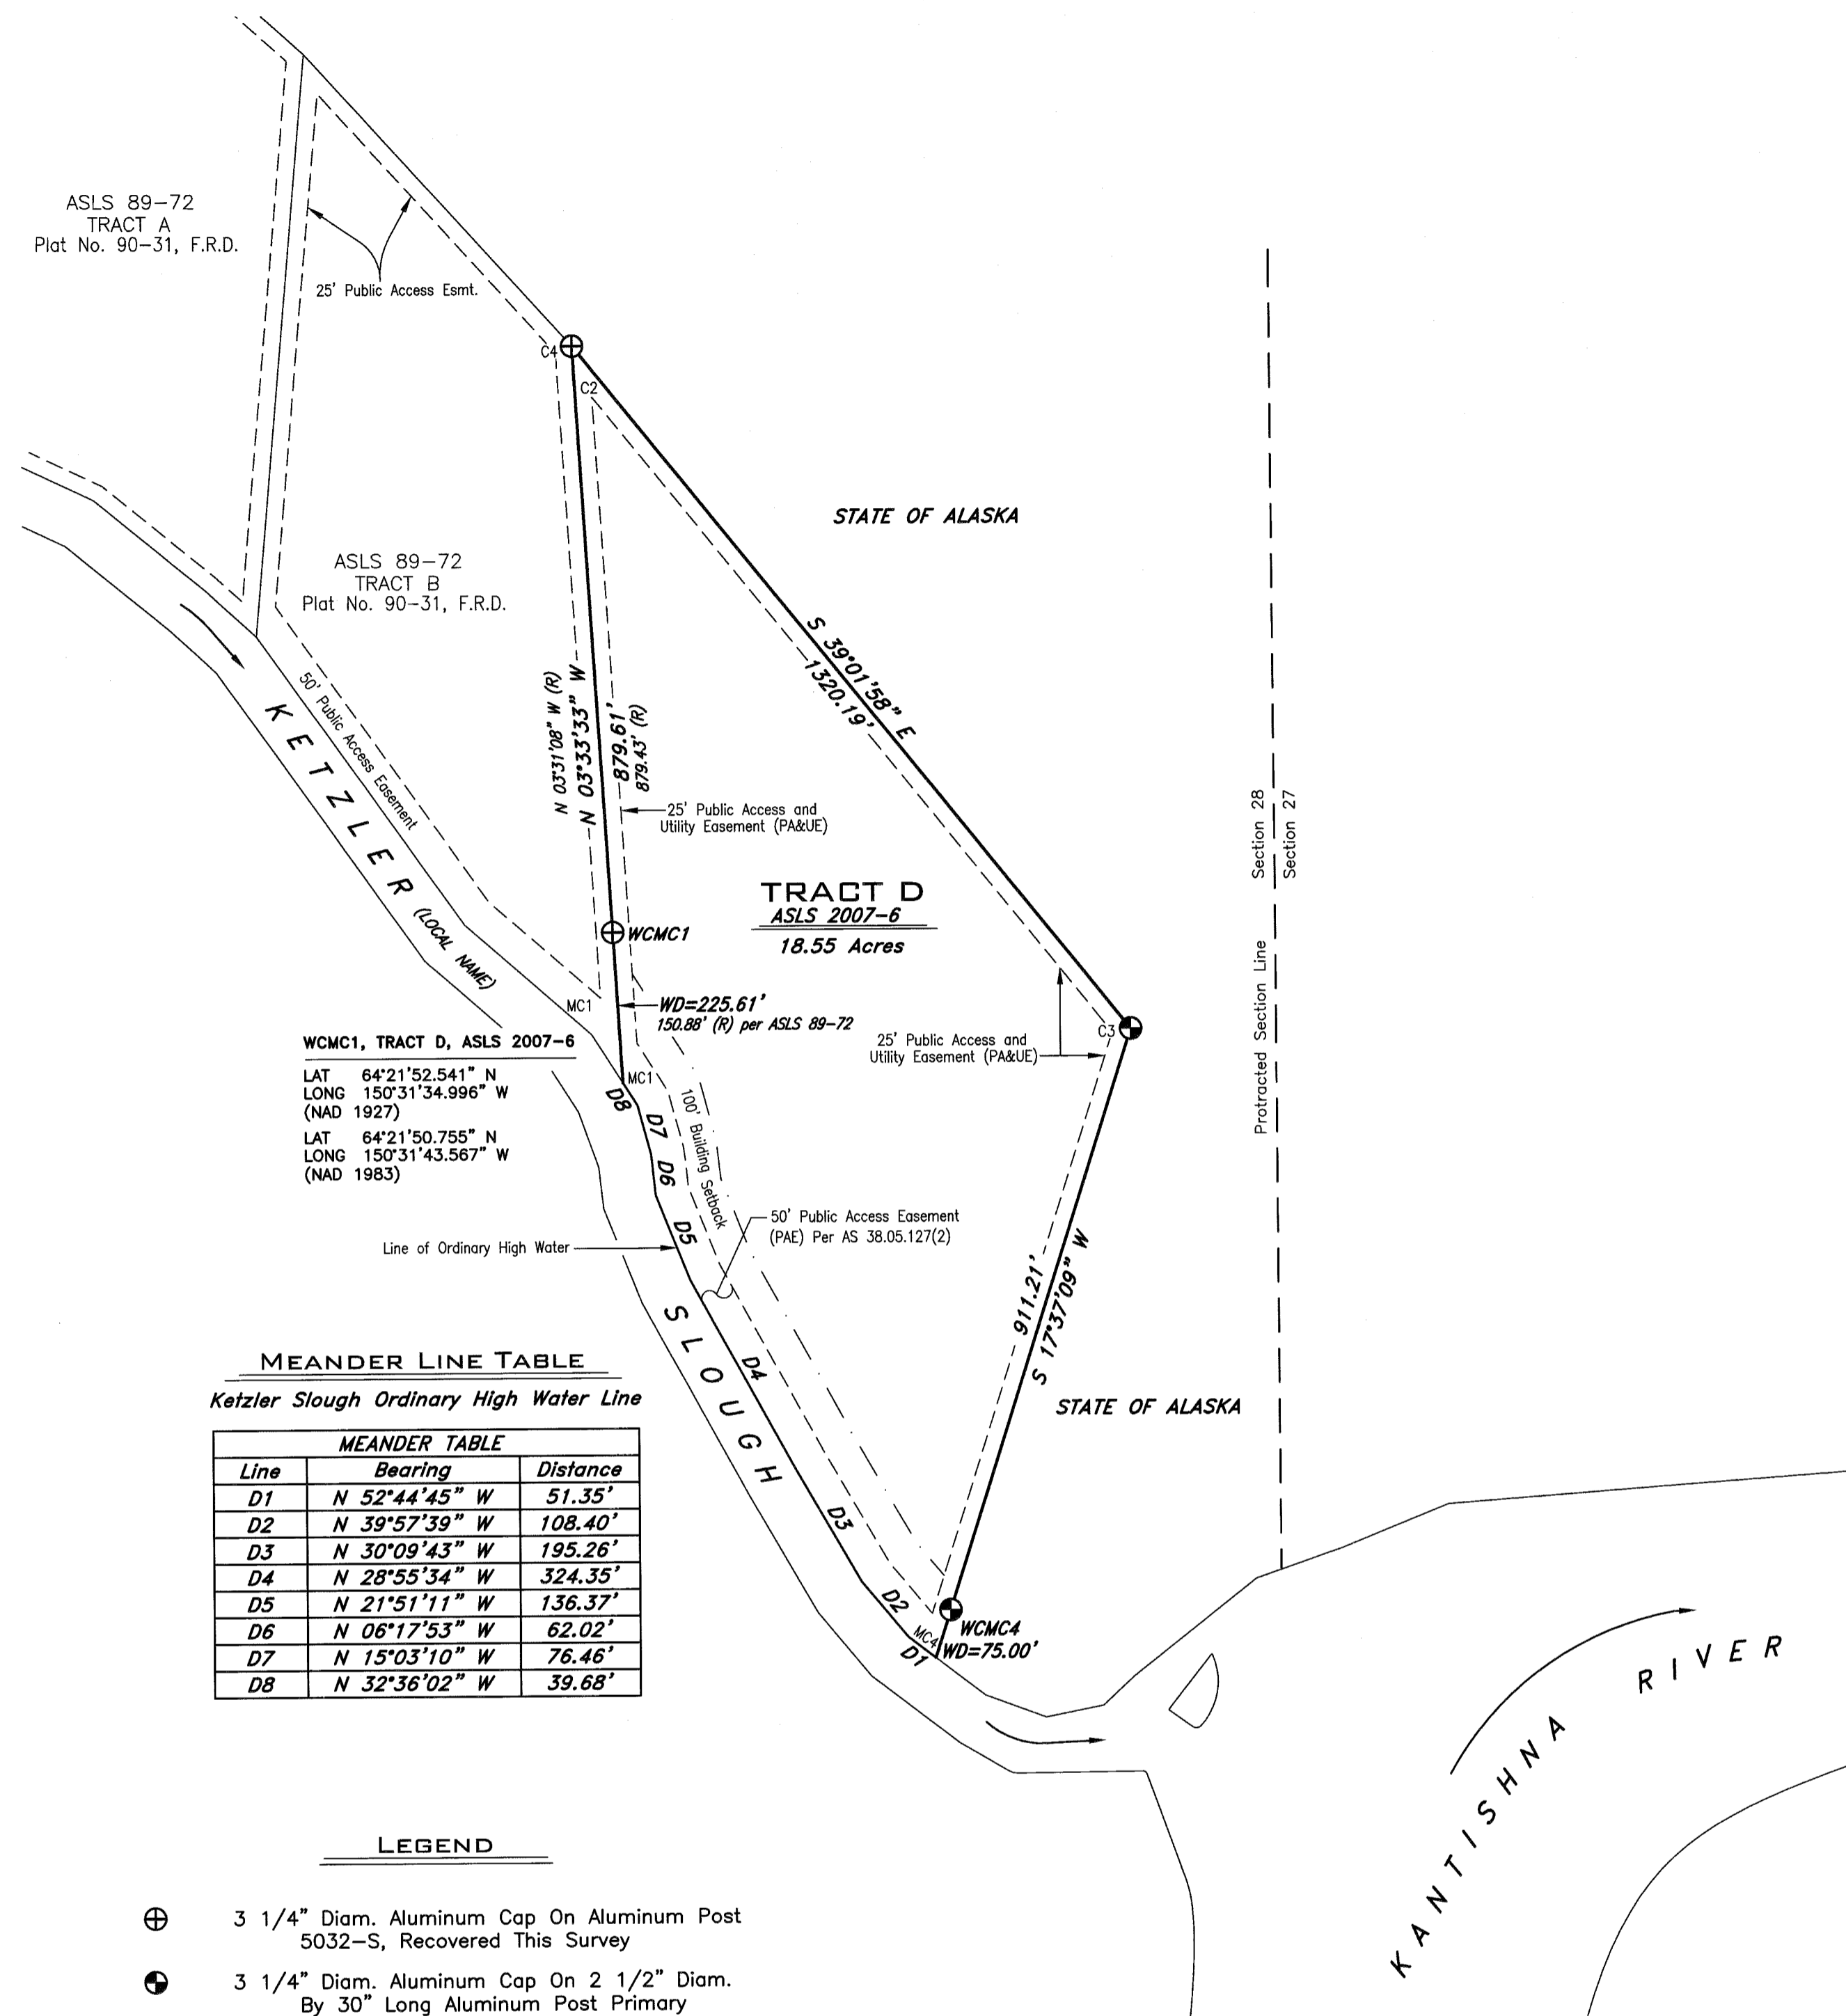 ASLS 89-72
TRACT A
Plat No. 90-31, F.R.D.
25' Public Access Esmt.
C4
C2
STATE OF ALASKA
ASLS 89-72
TRACT B
Plat No. 90-31, F.R.D.
50' Public Access Easement
KETZLER
(LOCAL NAME)
N 03°31'08" W (R)
N 03°33'33" W
879.61'
879.43' (R)
S 39°01'58" E
1320.19'
25' Public Access and
Utility Easement (PA&UE)
Section 28
Section 27
Protracted Section Line
TRACT D
ASLS 2007-6
18.55 Acres
WCMC1
MC1
WD=225.61'
150.88' (R) per ASLS 89-72
25' Public Access and
Utility Easement (PA&UE)
C3
WCMC1, TRACT D, ASLS 2007-6
LAT 64°21'52.541" N
LONG 150°31'34.996" W
(NAD 1927)
LAT 64°21'50.755" N
LONG 150°31'43.567" W
(NAD 1983)
MC1
D8
D7
D6
D5
100' Building Setback
50' Public Access Easement
(PAE) Per AS 38.05.127(2)
Line of Ordinary High Water
911.21'
S 17°37'09" W
SLOUGH
D4
D3
D2
D1
STATE OF ALASKA
MC4
WCMC4
WD=75.00'
MEANDER LINE TABLE
Ketzler Slough Ordinary High Water Line
MEANDER TABLE
Line Bearing Distance
D1 N 52°44'45" W 51.35'
D2 N 39°57'39" W 108.40'
D3 N 30°09'43" W 195.26'
D4 N 28°55'34" W 324.35'
D5 N 21°51'11" W 136.37'
D6 N 06°17'53" W 62.02'
D7 N 15°03'10" W 76.46'
D8 N 32°36'02" W 39.68'
KANTISHNA RIVER
LEGEND
3 1/4" Diam. Aluminum Cap On Aluminum Post
5032-S, Recovered This Survey
3 1/4" Diam. Aluminum Cap On 2 1/2" Diam.
By 30" Long Aluminum Post Primary